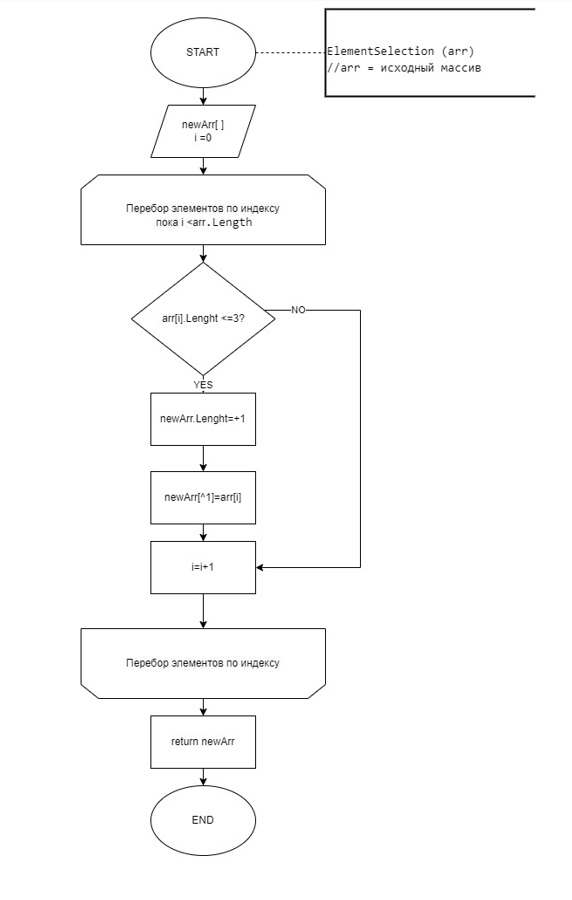 START
ElementSelection (arr)
//arr = исходный массив
newArr[ ]
i =0
Перебор элементов по индексу
пока i <arr.Length
arr[i].Lenght <=3?
NO
YES
newArr.Lenght=+1
newArr[^1]=arr[i]
i=i+1
Перебор элементов по индексу
return newArr
END